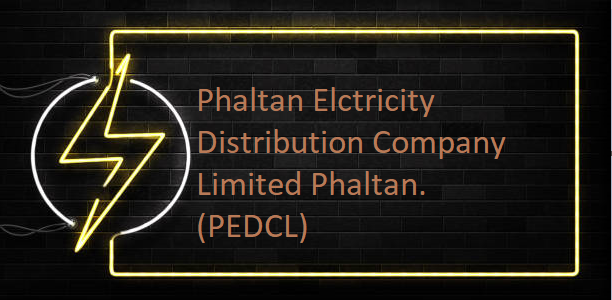 Phaltan Elctricity
Distribution Company
Limited Phaltan.
(PEDCL)